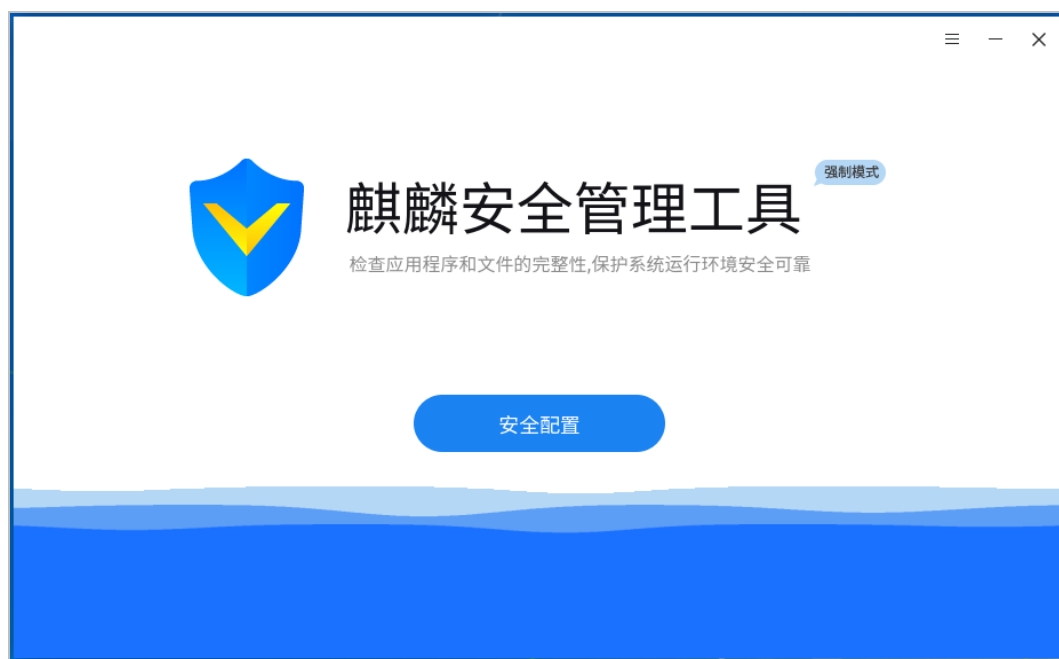 强制模式
麒麟安全管理工具
检查应用程序和文件的完整性,保护系统运行环境安全可靠
安全配置